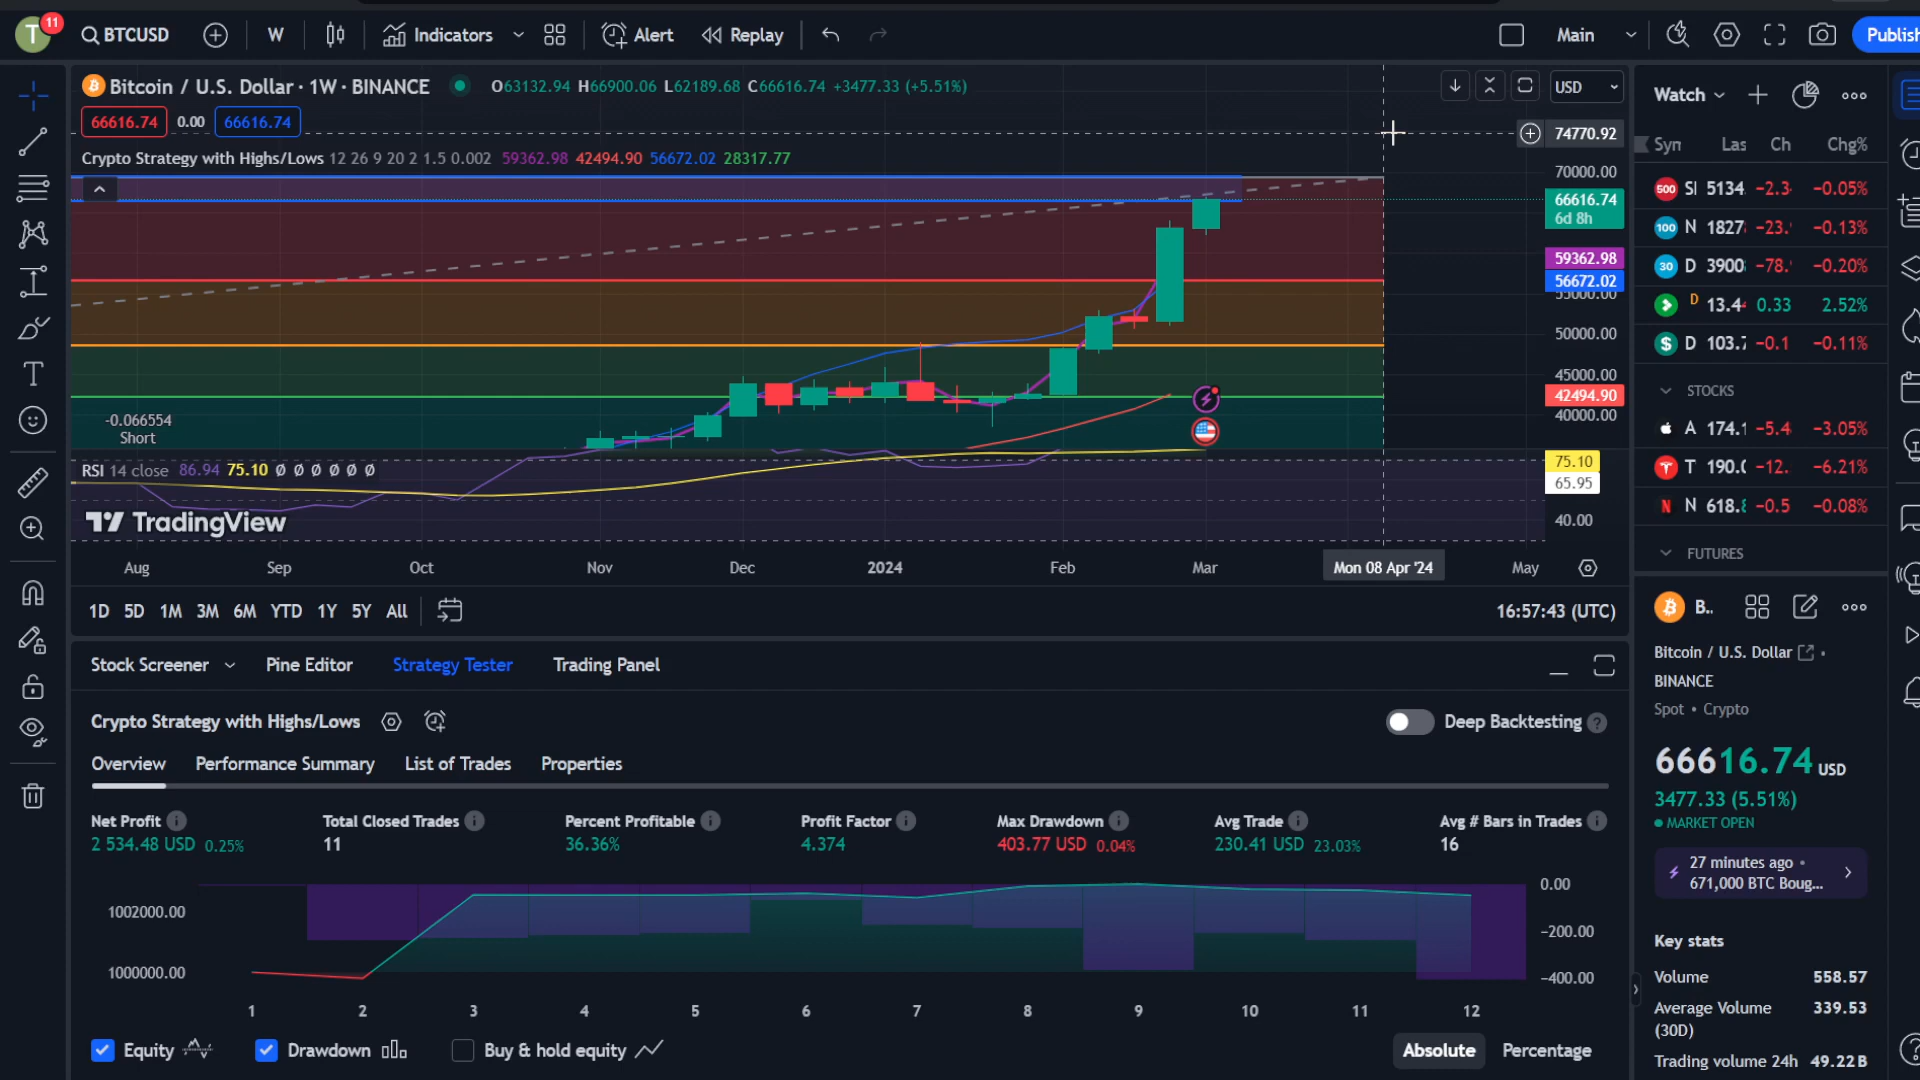 T 11 BTCUSD W Indicators Alert Replay Main Publish
Bitcoin / U.S. Dollar · 1W · BINANCE O63132.94 H66900.06 L62189.68 C66616.74 +3477.33 (+5.51%) USD
66616.74 0.00 66616.74
Crypto Strategy with Highs/Lows 12 26 9 20 2 1.5 0.002 59362.98 42494.90 56672.02 28317.77
74770.92
70000.00
66616.74
6d 8h
59362.98
56672.02
55000.00
50000.00
45000.00
42494.90
40000.00
-0.066554
Short
RSI 14 close 86.94 75.10 Ø Ø Ø Ø Ø Ø
75.10
65.95
40.00
TradingView
Aug Sep Oct Nov Dec 2024 Feb Mar Mon 08 Apr '24 May
1D 5D 1M 3M 6M YTD 1Y 5Y All 16:57:43 (UTC)
Stock Screener Pine Editor Strategy Tester Trading Panel
Crypto Strategy with Highs/Lows Deep Backtesting
Overview Performance Summary List of Trades Properties
Net Profit Total Closed Trades Percent Profitable Profit Factor Max Drawdown Avg Trade Avg # Bars in Trades
2 534.48 USD 0.25% 11 36.36% 4.374 403.77 USD 0.04% 230.41 USD 23.03% 16
1002000.00
1000000.00
0.00
−200.00
−400.00
1 2 3 4 5 6 7 8 9 10 11 12
Equity Drawdown Buy & hold equity Absolute Percentage
Watch
Syn Las Ch Chg%
500 SI 5134. −2.3 −0.05%
100 N 1827 −23. −0.13%
30 D 3900 −78. −0.20%
D 13.4 0.33 2.52%
$ D 103.7 −0.1 −0.11%
STOCKS
A 174.1 −5.4 −3.05%
T 190.0 −12. −6.21%
N N 618.8 −0.5 −0.08%
FUTURES
B..
Bitcoin / U.S. Dollar
BINANCE
Spot • Crypto
66616.74 USD
3477.33 (5.51%)
MARKET OPEN
27 minutes ago •
671,000 BTC Boug...
Key stats
Volume 558.57
Average Volume 339.53
(30D)
Trading volume 24h 49.22B